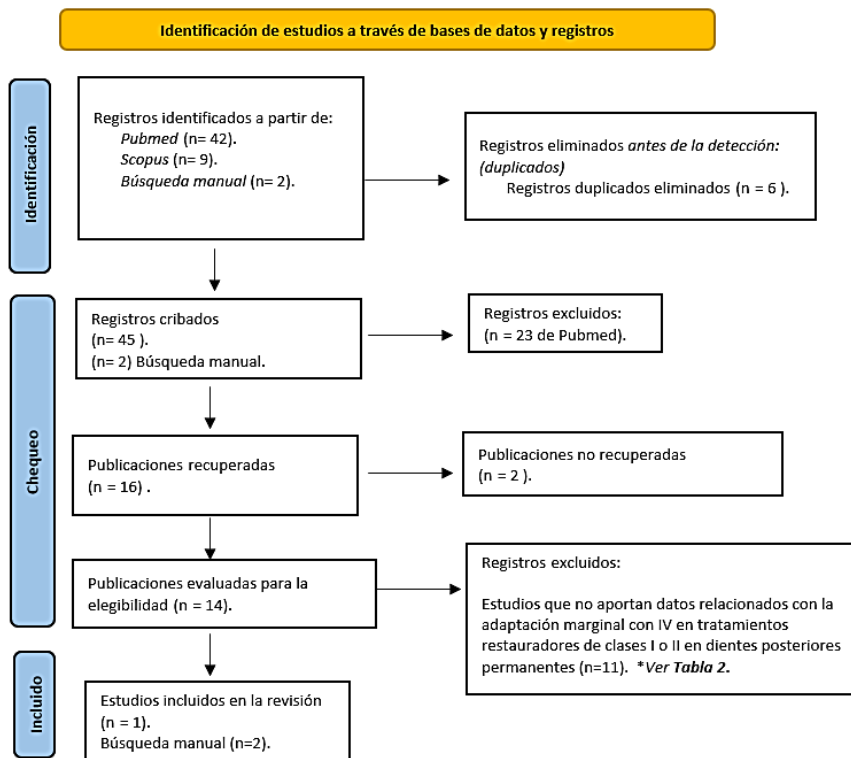 Identificación de estudios a través de bases de datos y registros
Identificación
Registros identificados a partir de:
Pubmed (n= 42).
Scopus (n= 9).
Búsqueda manual (n= 2).
Registros eliminados antes de la detección:
(duplicados)
Registros duplicados eliminados (n = 6 ).
Chequeo
Registros cribados
(n= 45 ).
(n= 2) Búsqueda manual.
Registros excluidos:
(n = 23 de Pubmed).
Publicaciones recuperadas
(n = 16) .
Publicaciones no recuperadas
(n = 2 ).
Publicaciones evaluadas para la
elegibilidad (n = 14).
Registros excluidos:
Estudios que no aportan datos relacionados con la
adaptación marginal con IV en tratamientos
restauradores de clases I o II en dientes posteriores
permanentes (n=11). *Ver Tabla 2.
Incluido
Estudios incluidos en la revisión
(n = 1).
Búsqueda manual (n=2).